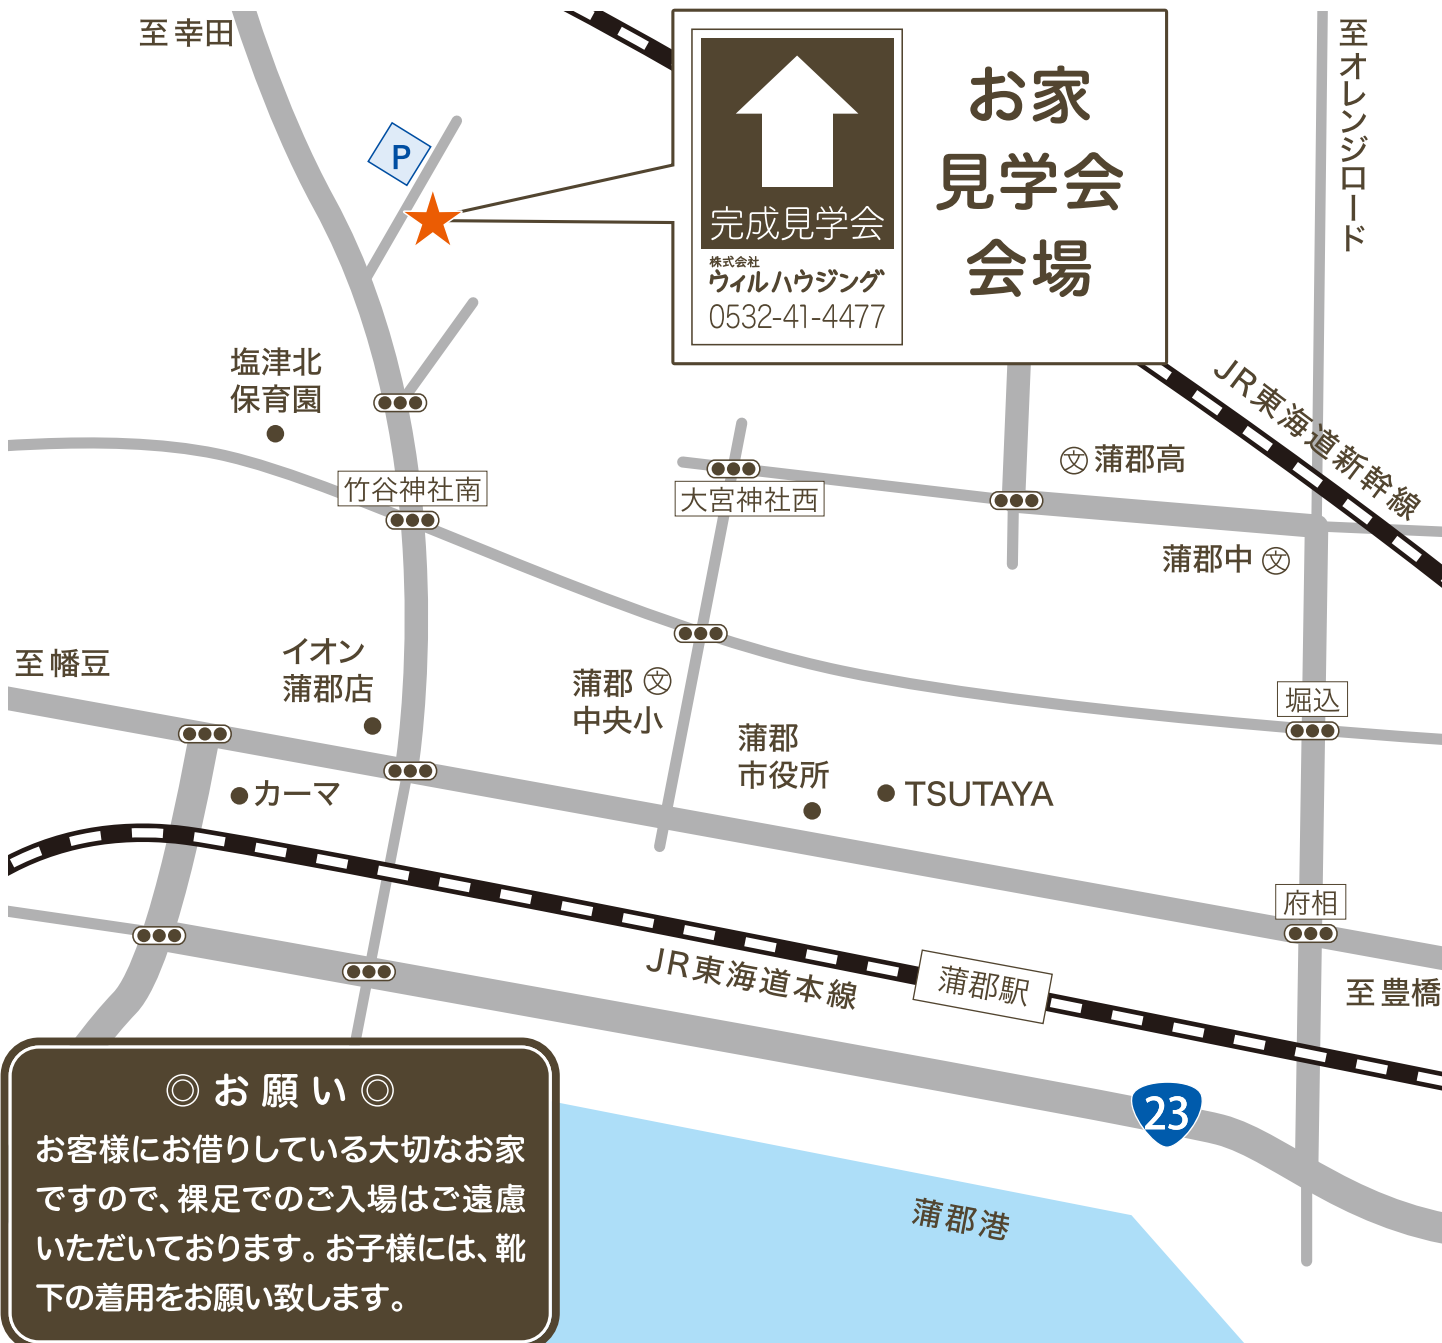 至 幸田
P
完成見学会
株式会社
ウィルハウジング
0532-41-4477
お家
見学会
会場
至 オレンジロード
塩津北
保育園
竹谷神社南
大宮神社西
文 蒲郡高
JR東海道新幹線
蒲郡中 文
至 幡豆
イオン
蒲郡店
蒲郡 文
中央小
堀込
カーマ
蒲郡
市役所
TSUTAYA
府相
JR東海道本線
蒲郡駅
至 豊橋
23
蒲郡港
◎ お 願 い ◎
お客様にお借りしている大切なお家
ですので、裸足でのご入場はご遠慮
いただいております。お子様には、靴
下の着用をお願い致します。